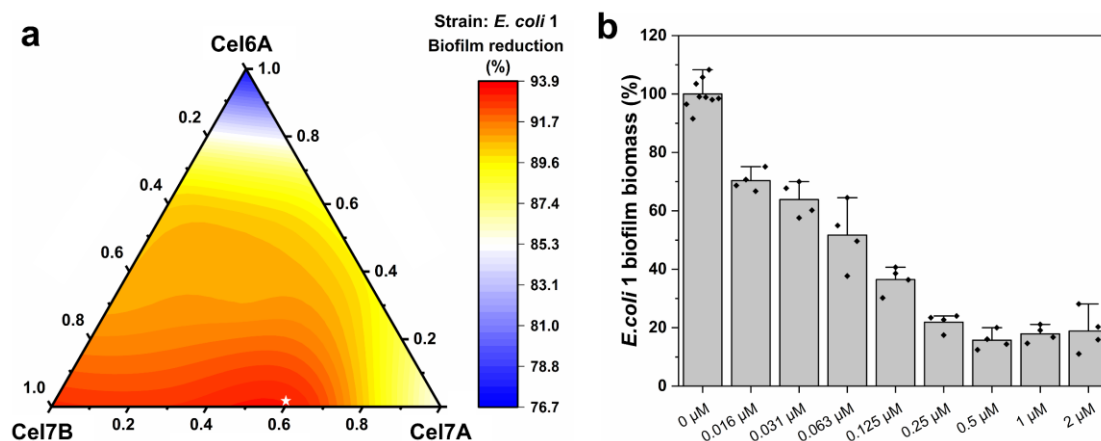 a
Strain: E. coli 1
Biofilm reduction
(%)
Cel6A
1.0
0.2
0.8
0.4
0.6
0.6
0.4
0.8
0.2
1.0
Cel7B
0.2
0.4
0.6
0.8
Cel7A
93.9
91.7
89.6
87.4
85.3
83.1
81.0
78.8
76.7
b
E.coli 1 biofilm biomass (%)
120
100
80
60
40
20
0
0 µM
0.016 µM
0.031 µM
0.063 µM
0.125 µM
0.25 µM
0.5 µM
1 µM
2 µM